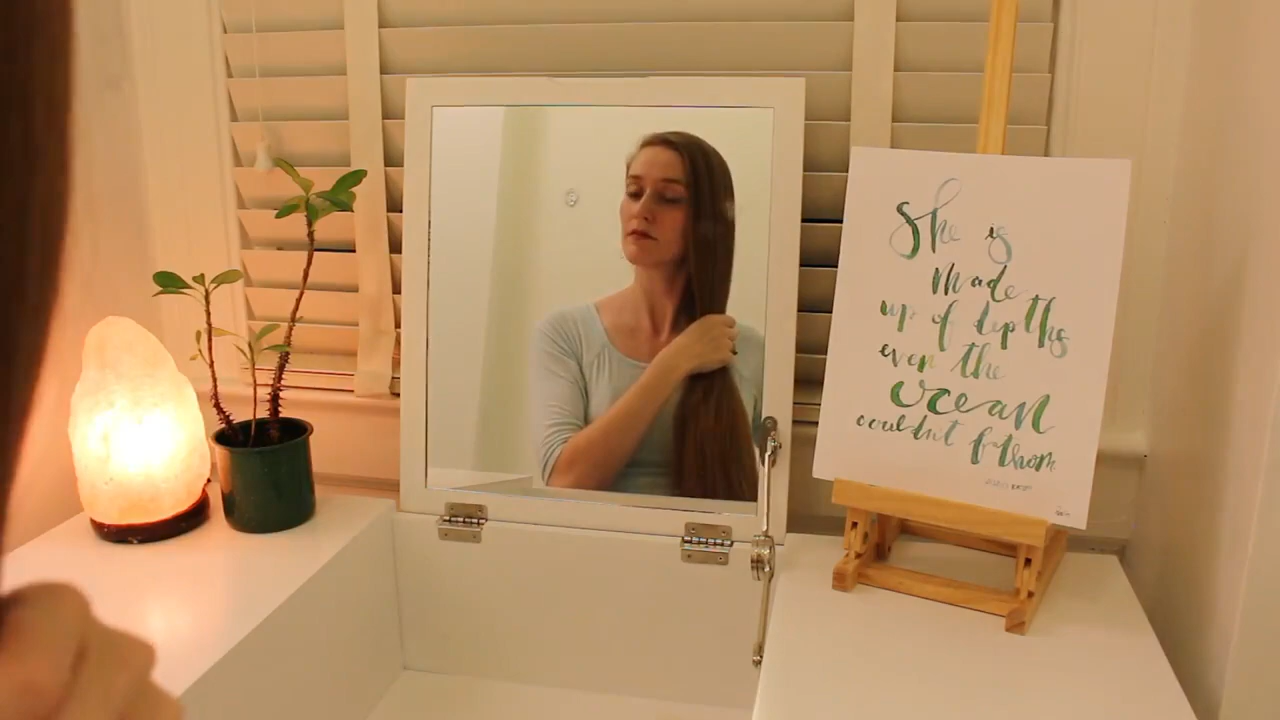 She is
made
up of depths
even the
ocean
couldn't fathom